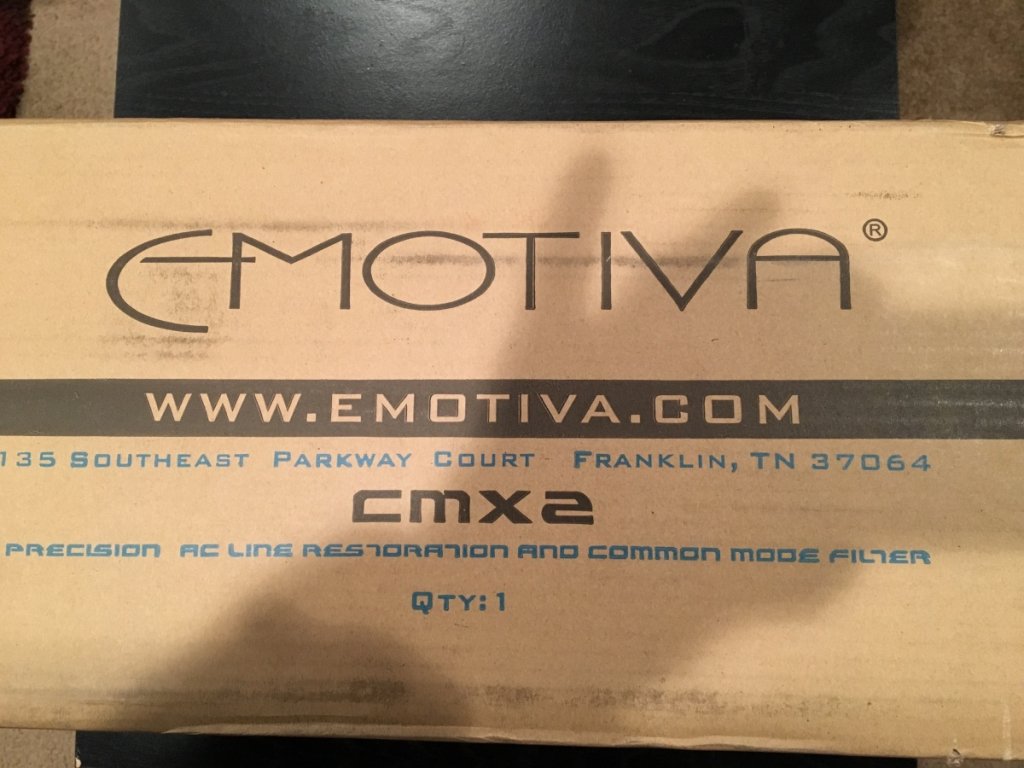 EMOTIVA®
WWW.EMOTIVA.COM
135 SOUTHEAST PARKWAY COURT FRANKLIN, TN 37064
CMX2
PRECISION AC LINE RESTORATION AND COMMON MODE FILTER
QTY:1